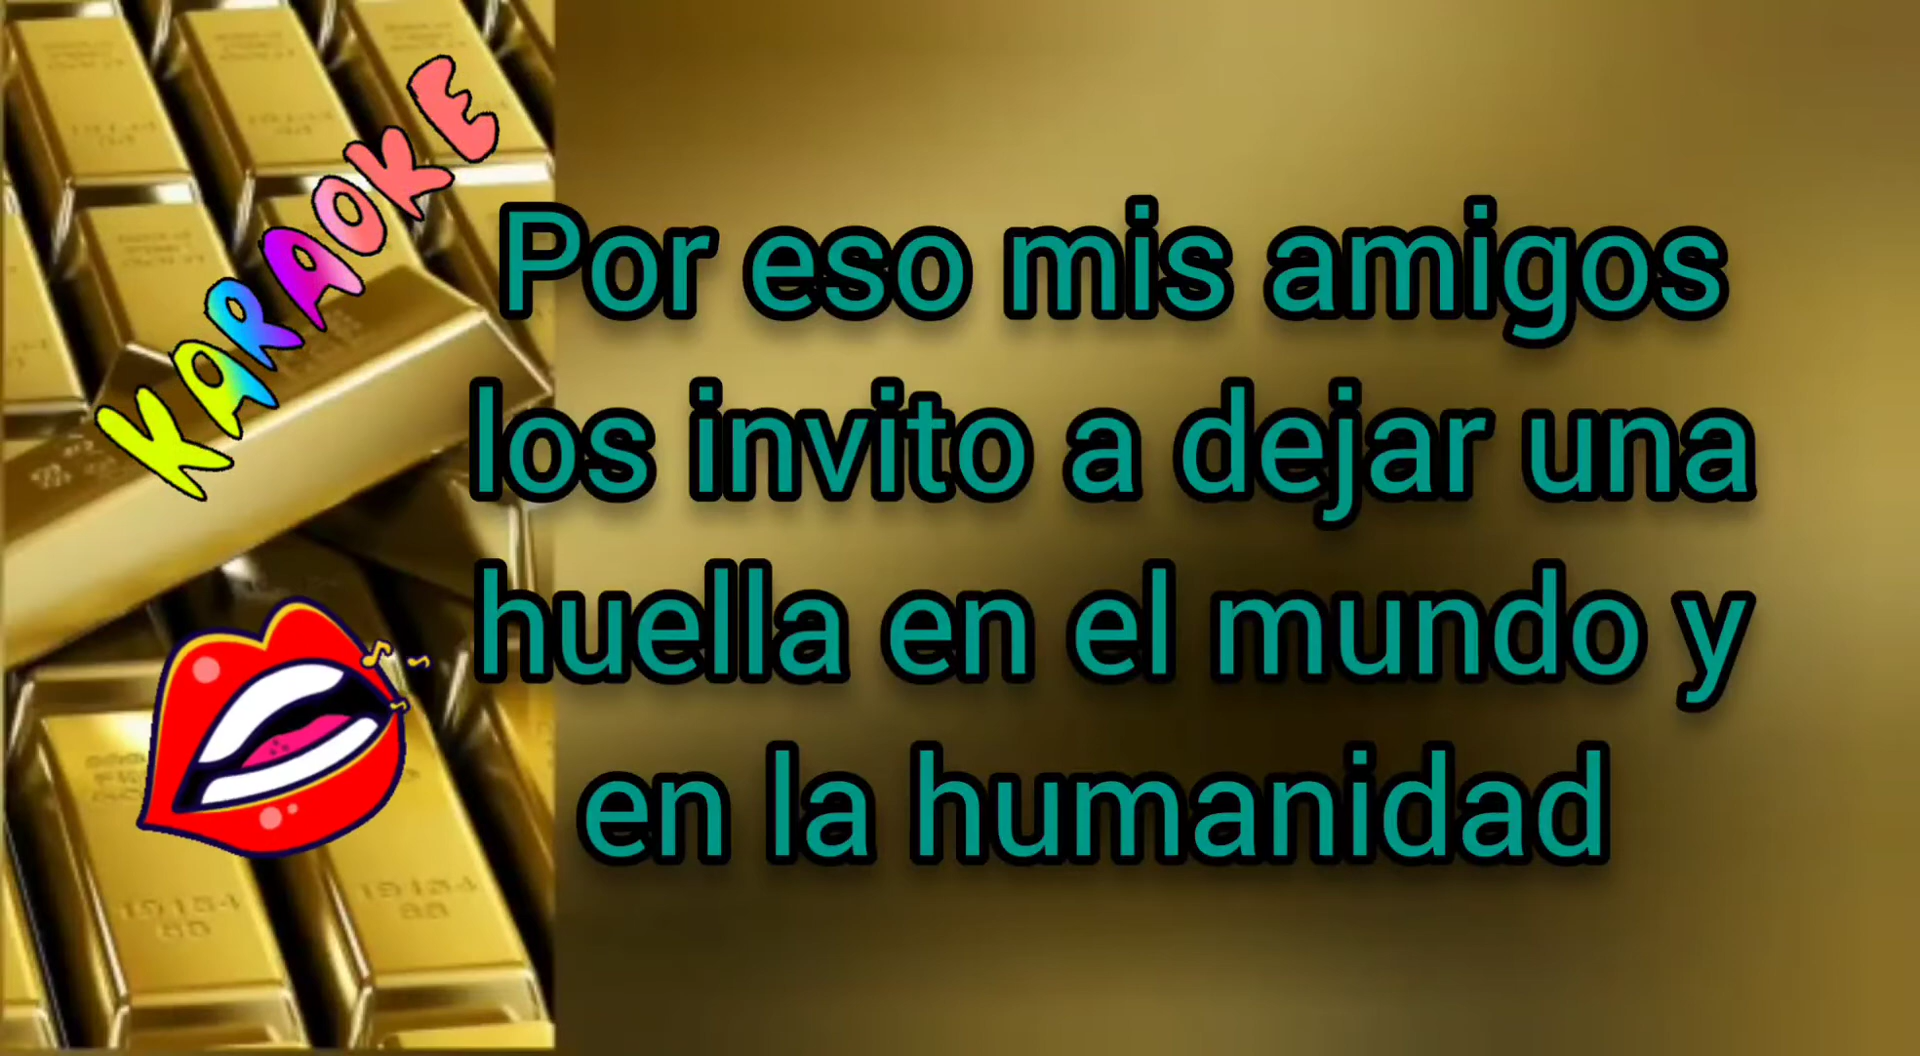 KARAOKE
Por eso mis amigos
los invito a dejar una
huella en el mundo y
en la humanidad